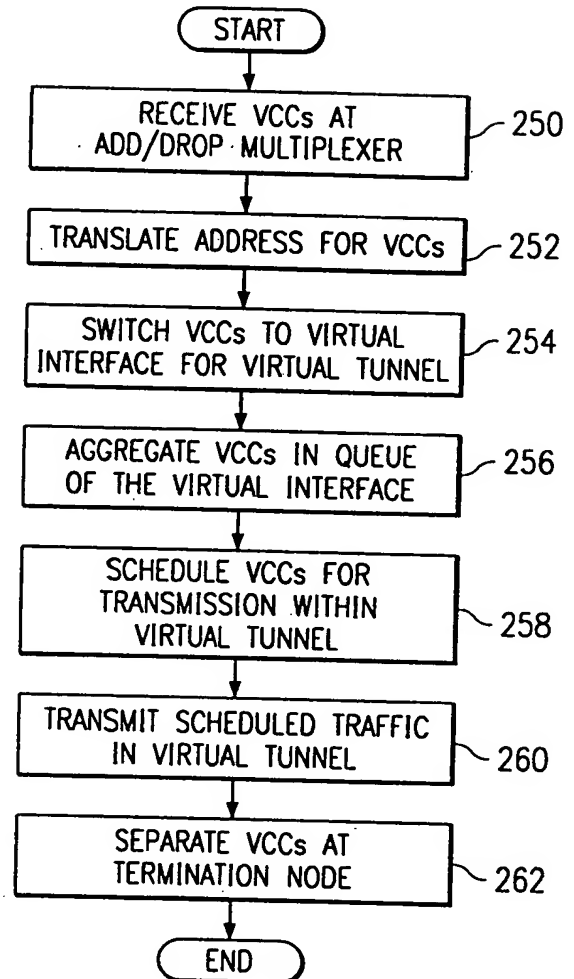 START
RECEIVE VCCs AT
ADD/DROP MULTIPLEXER
250
TRANSLATE ADDRESS FOR VCCs
252
SWITCH VCCs TO VIRTUAL
INTERFACE FOR VIRTUAL TUNNEL
254
AGGREGATE VCCs IN QUEUE
OF THE VIRTUAL INTERFACE
256
SCHEDULE VCCs FOR
TRANSMISSION WITHIN
VIRTUAL TUNNEL
258
TRANSMIT SCHEDULED TRAFFIC
IN VIRTUAL TUNNEL
260
SEPARATE VCCs AT
TERMINATION NODE
262
END